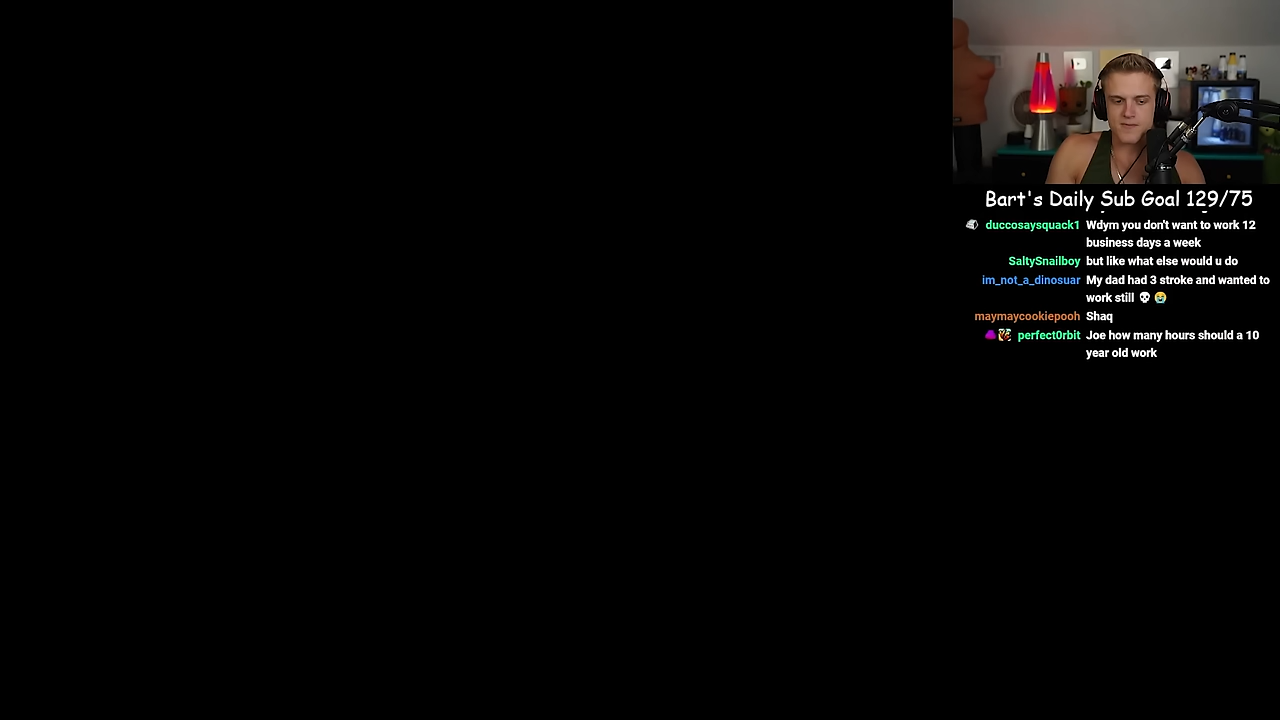 Bart's Daily Sub Goal 129/75
duccosaysquack1 Wdym you don't want to work 12
business days a week
SaltySnailboy but like what else would u do
im_not_a_dinosuar My dad had 3 stroke and wanted to
work still 💀 😭
maymaycookiepooh Shaq
perfect0rbit Joe how many hours should a 10
year old work